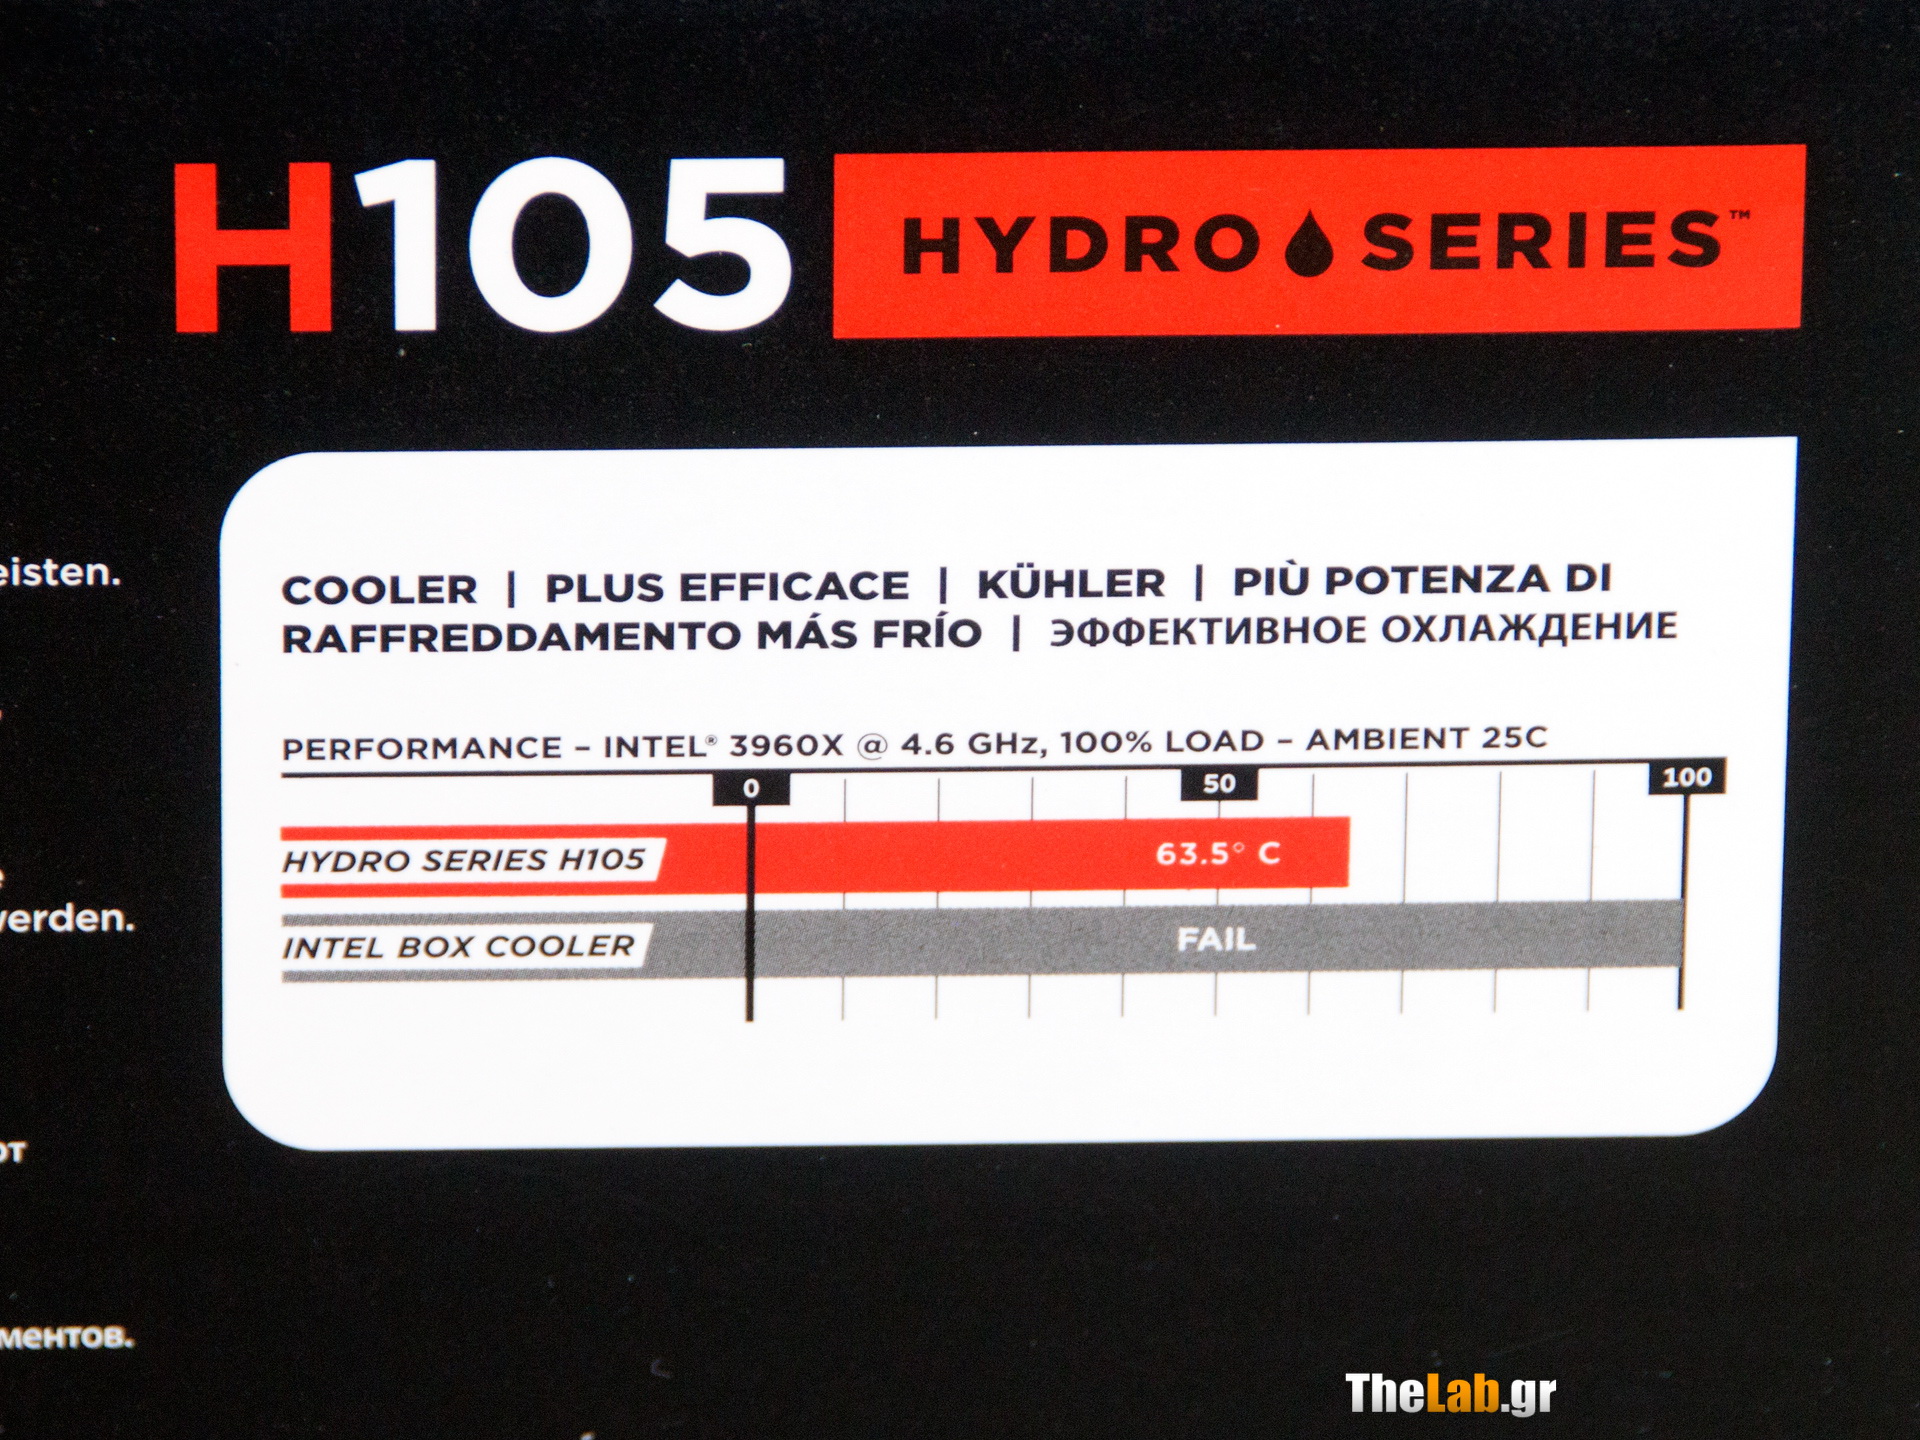 H105 HYDRO SERIES™
eisten.
COOLER | PLUS EFFICACE | KÜHLER | PIÙ POTENZA DI
RAFFREDDAMENTO MÁS FRÍO | ЭФФЕКТИВНОЕ ОХЛАЖДЕНИЕ
PERFORMANCE – INTEL® 3960X @ 4.6 GHz, 100% LOAD – AMBIENT 25C
0 50 100
HYDRO SERIES H105 63.5° C
werden.
INTEL BOX COOLER FAIL
от
ментов.
TheLab.gr